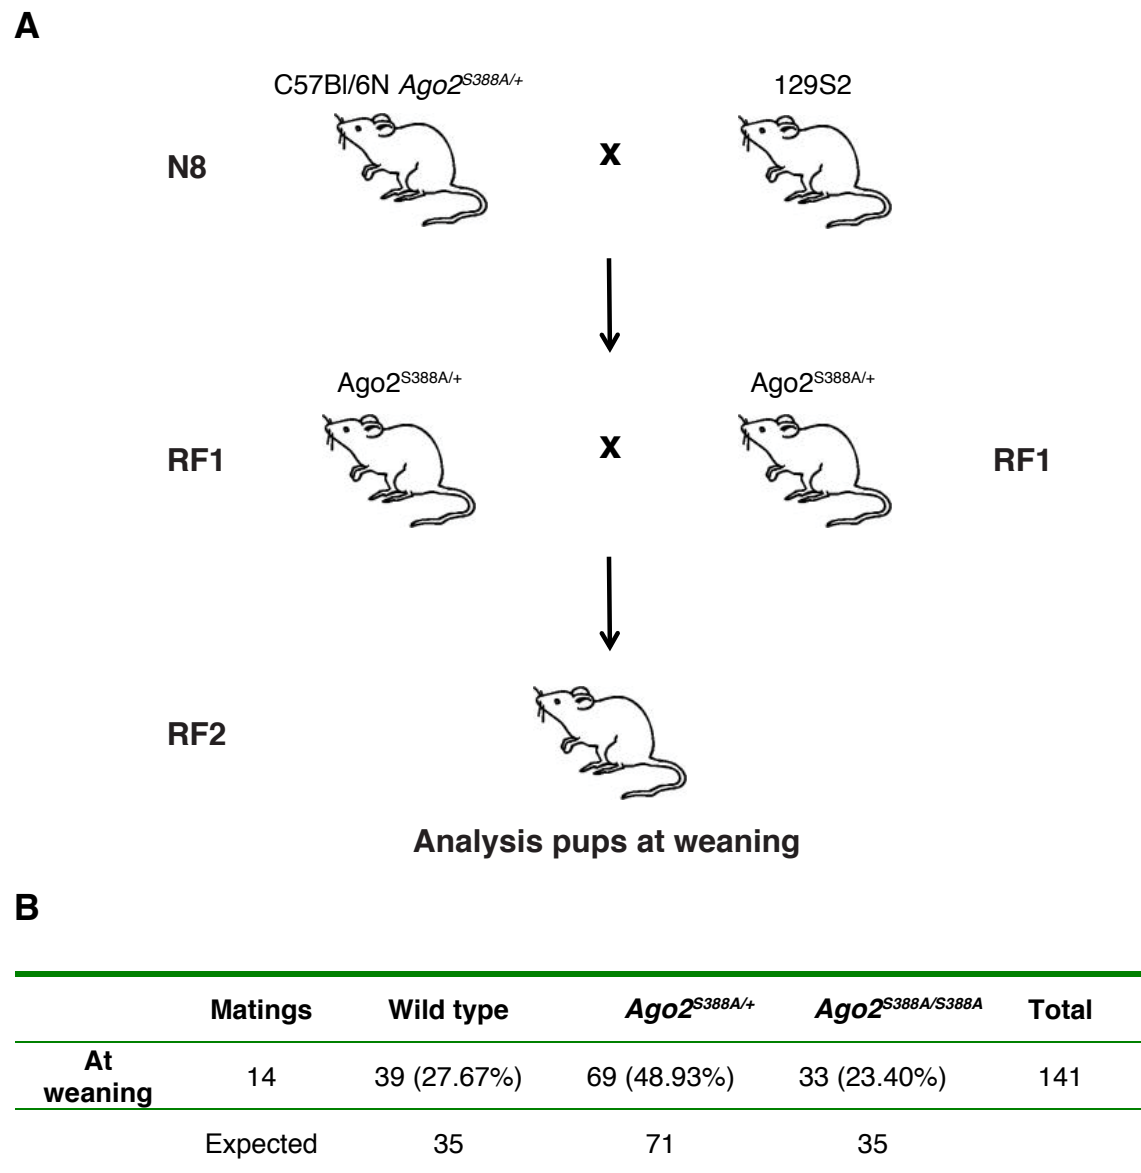 A
C57Bl/6N Ago2S388A/+ 129S2
N8 x
Ago2S388A/+ Ago2S388A/+
RF1 x RF1
RF2
Analysis pups at weaning
B
Matings Wild type Ago2S388A/+ Ago2S388A/S388A Total
At weaning 14 39 (27.67%) 69 (48.93%) 33 (23.40%) 141
Expected 35 71 35